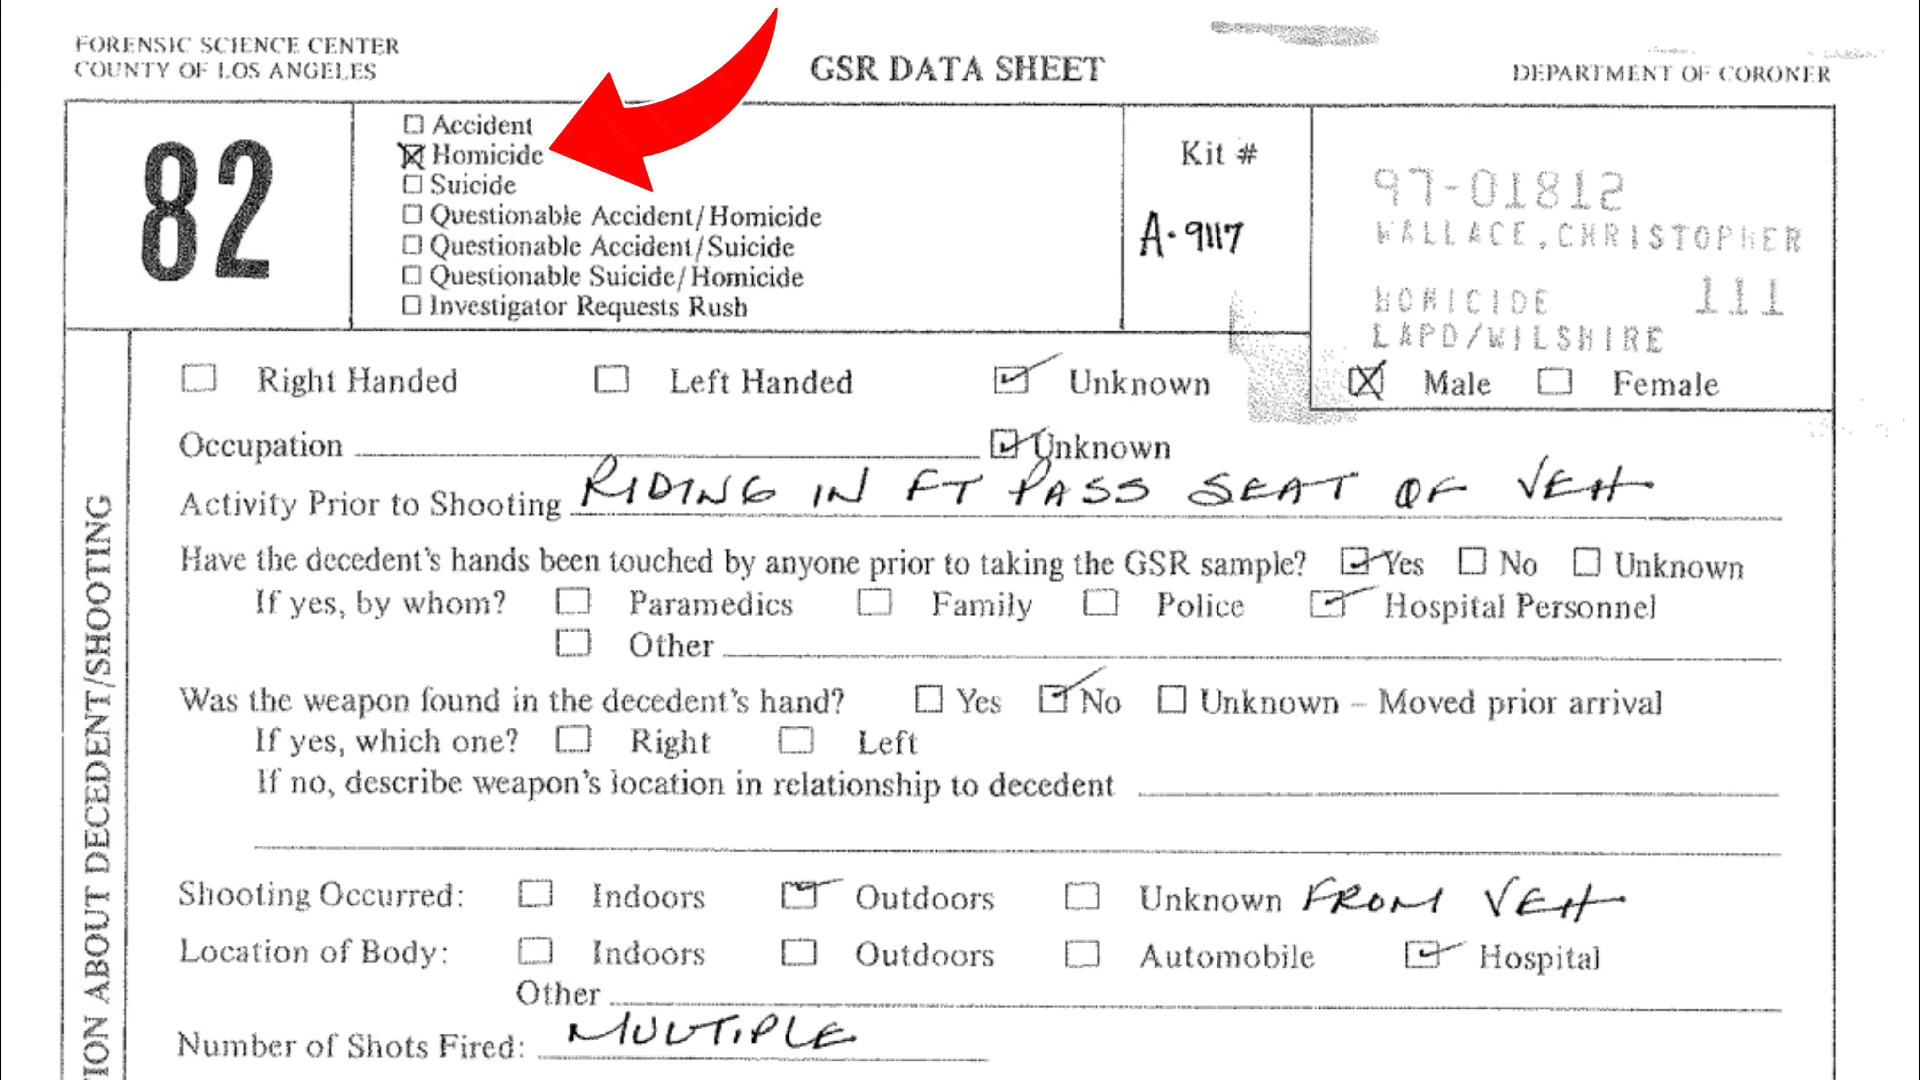 FORENSIC SCIENCE CENTER
COUNTY OF LOS ANGELES
GSR DATA SHEET
DEPARTMENT OF CORONER
82
Accident
Homicide
Suicide
Questionable Accident/Homicide
Questionable Accident/Suicide
Questionable Suicide/Homicide
Investigator Requests Rush
Kit #
A-9117
97-01812
WALLACE,CHRISTOPHER
HOMICIDE 111
LAPD/WILSHIRE
Male Female
Right Handed Left Handed Unknown
Occupation Unknown
Activity Prior to Shooting RIDING IN FT PASS SEAT OF VEH
Have the decedent's hands been touched by anyone prior to taking the GSR sample? Yes No Unknown
If yes, by whom? Paramedics Family Police Hospital Personnel
Other
Was the weapon found in the decedent's hand? Yes No Unknown - Moved prior arrival
If yes, which one? Right Left
If no, describe weapon's location in relationship to decedent
Shooting Occurred: Indoors Outdoors Unknown FROM VEH
Location of Body: Indoors Outdoors Automobile Hospital
Other
Number of Shots Fired: MULTIPLE
TION ABOUT DECEDENT/SHOOTING